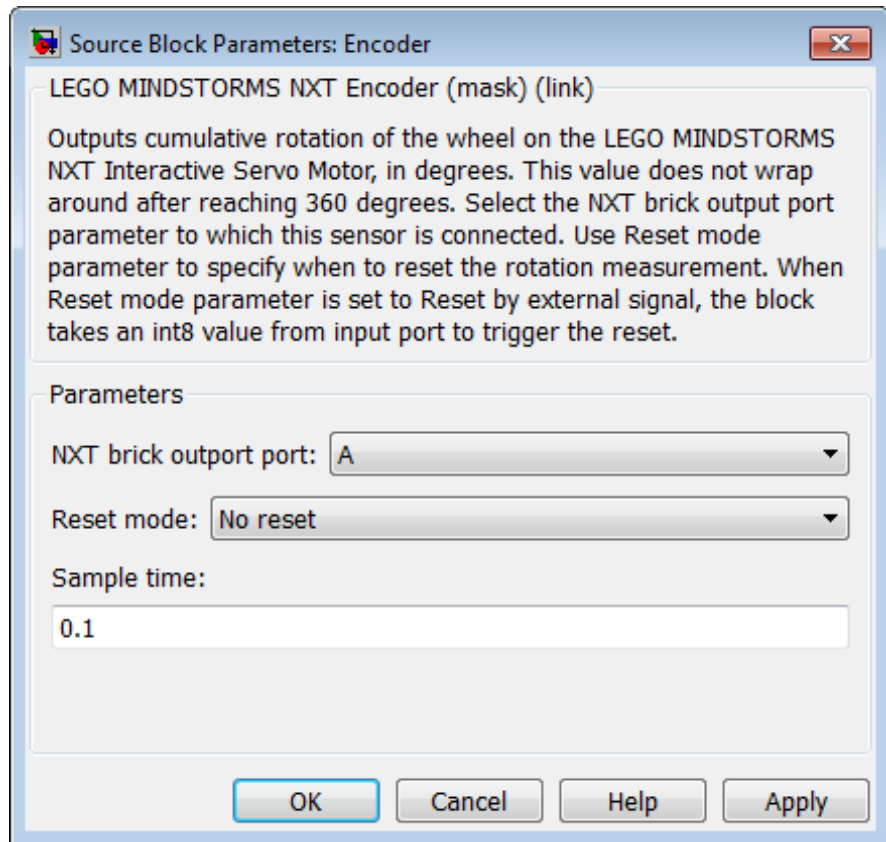 Source Block Parameters: Encoder
LEGO MINDSTORMS NXT Encoder (mask) (link)
Outputs cumulative rotation of the wheel on the LEGO MINDSTORMS
NXT Interactive Servo Motor, in degrees. This value does not wrap
around after reaching 360 degrees. Select the NXT brick output port
parameter to which this sensor is connected. Use Reset mode
parameter to specify when to reset the rotation measurement. When
Reset mode parameter is set to Reset by external signal, the block
takes an int8 value from input port to trigger the reset.
Parameters
NXT brick outport port: A
Reset mode: No reset
Sample time:
0.1
OK Cancel Help Apply